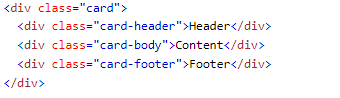 <div class="card">
  <div class="card-header">Header</div>
  <div class="card-body">Content</div>
  <div class="card-footer">Footer</div>
</div>